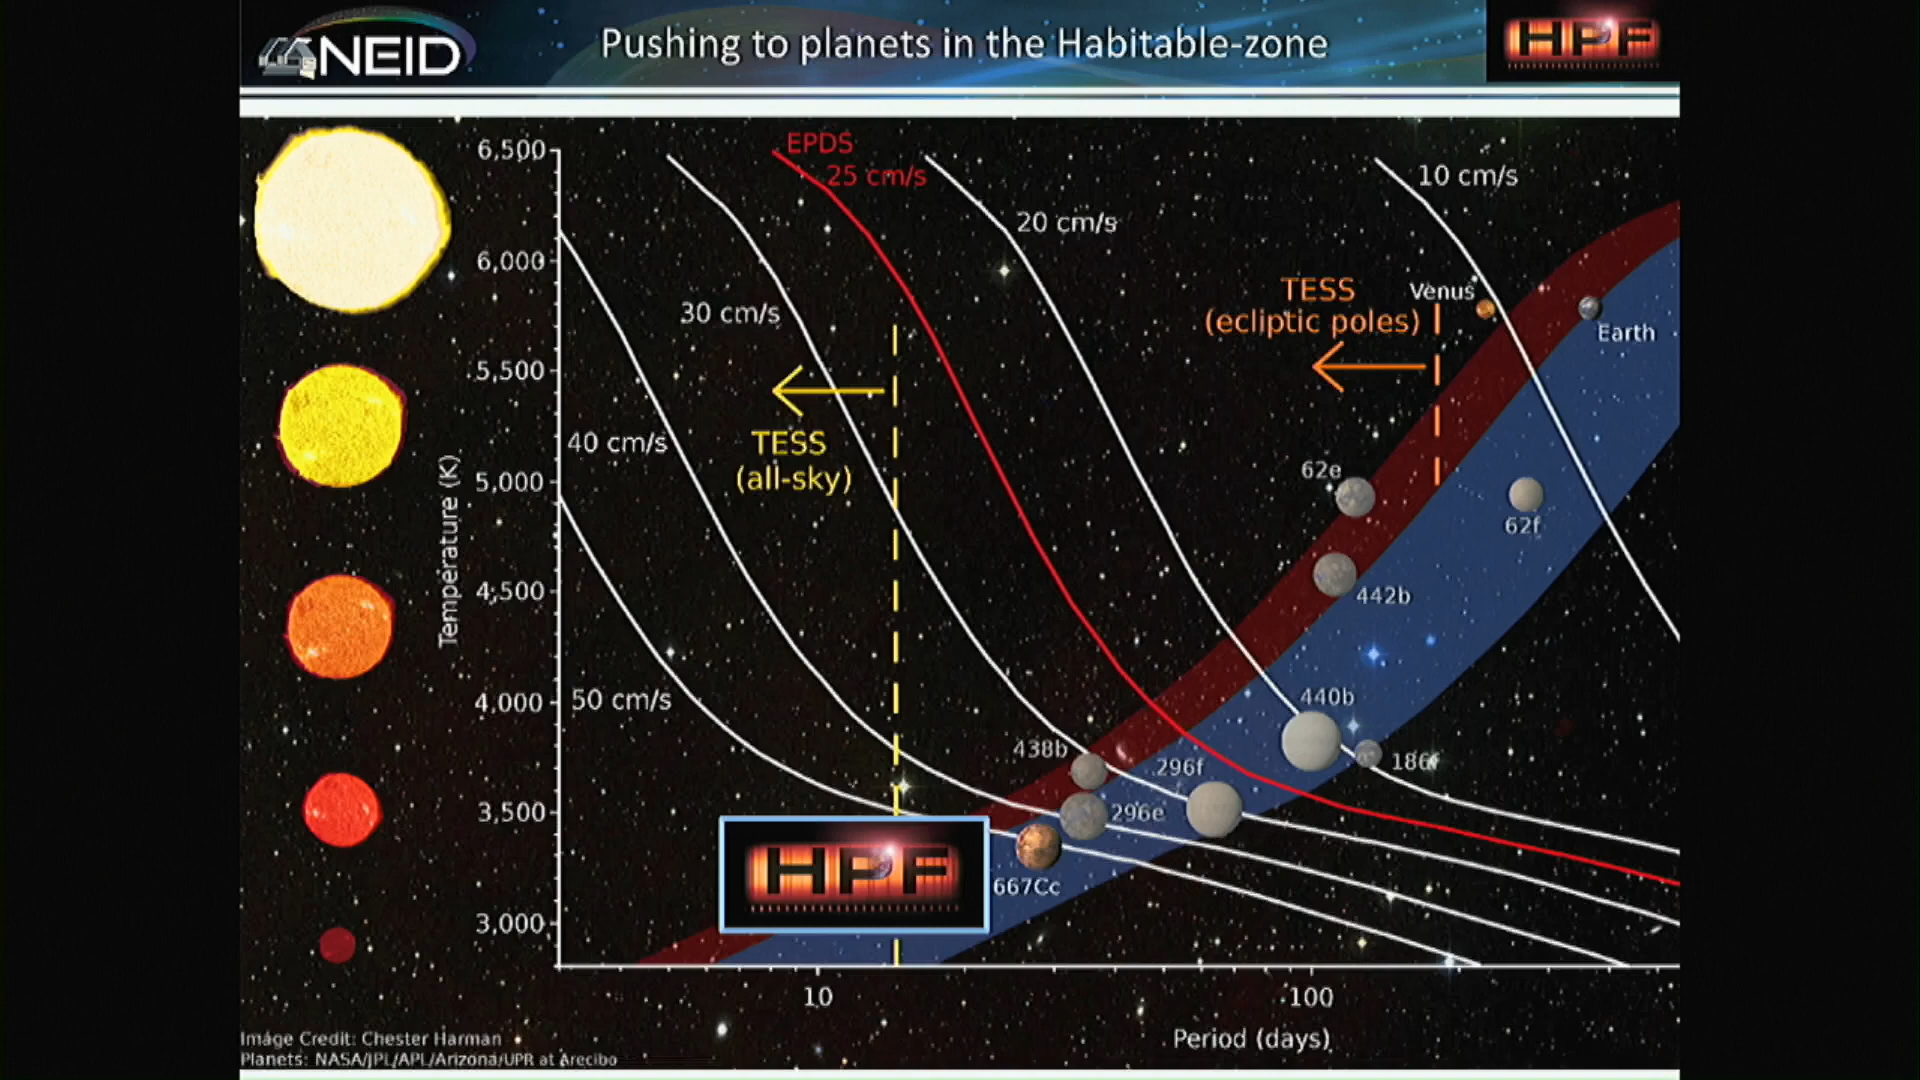 NEID
Pushing to planets in the Habitable-zone
HPF
EPDS
25 cm/s
20 cm/s
10 cm/s
30 cm/s
40 cm/s
50 cm/s
TESS
(all-sky)
TESS
(ecliptic poles)
Venus
Earth
62e
62f
442b
440b
186f
438b
296f
296e
667Cc
HPF
Temperature (K)
6,500
6,000
5,500
5,000
4,500
4,000
3,500
3,000
10
100
Period (days)
Image Credit: Chester Harman
Planets: NASA/JPL/APL/Arizona/UPR at Arecibo